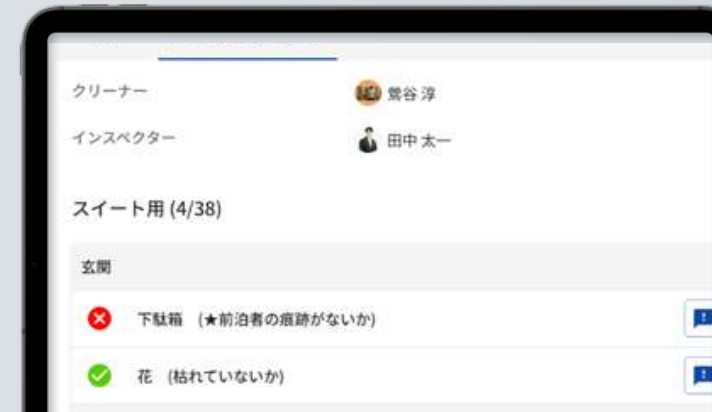 クリーナー 鶯谷 淳
インスペクター 田中 太一
スイート用 (4/38)
玄関
下駄箱 (★前泊者の痕跡がないか)
花 (枯れていないか)